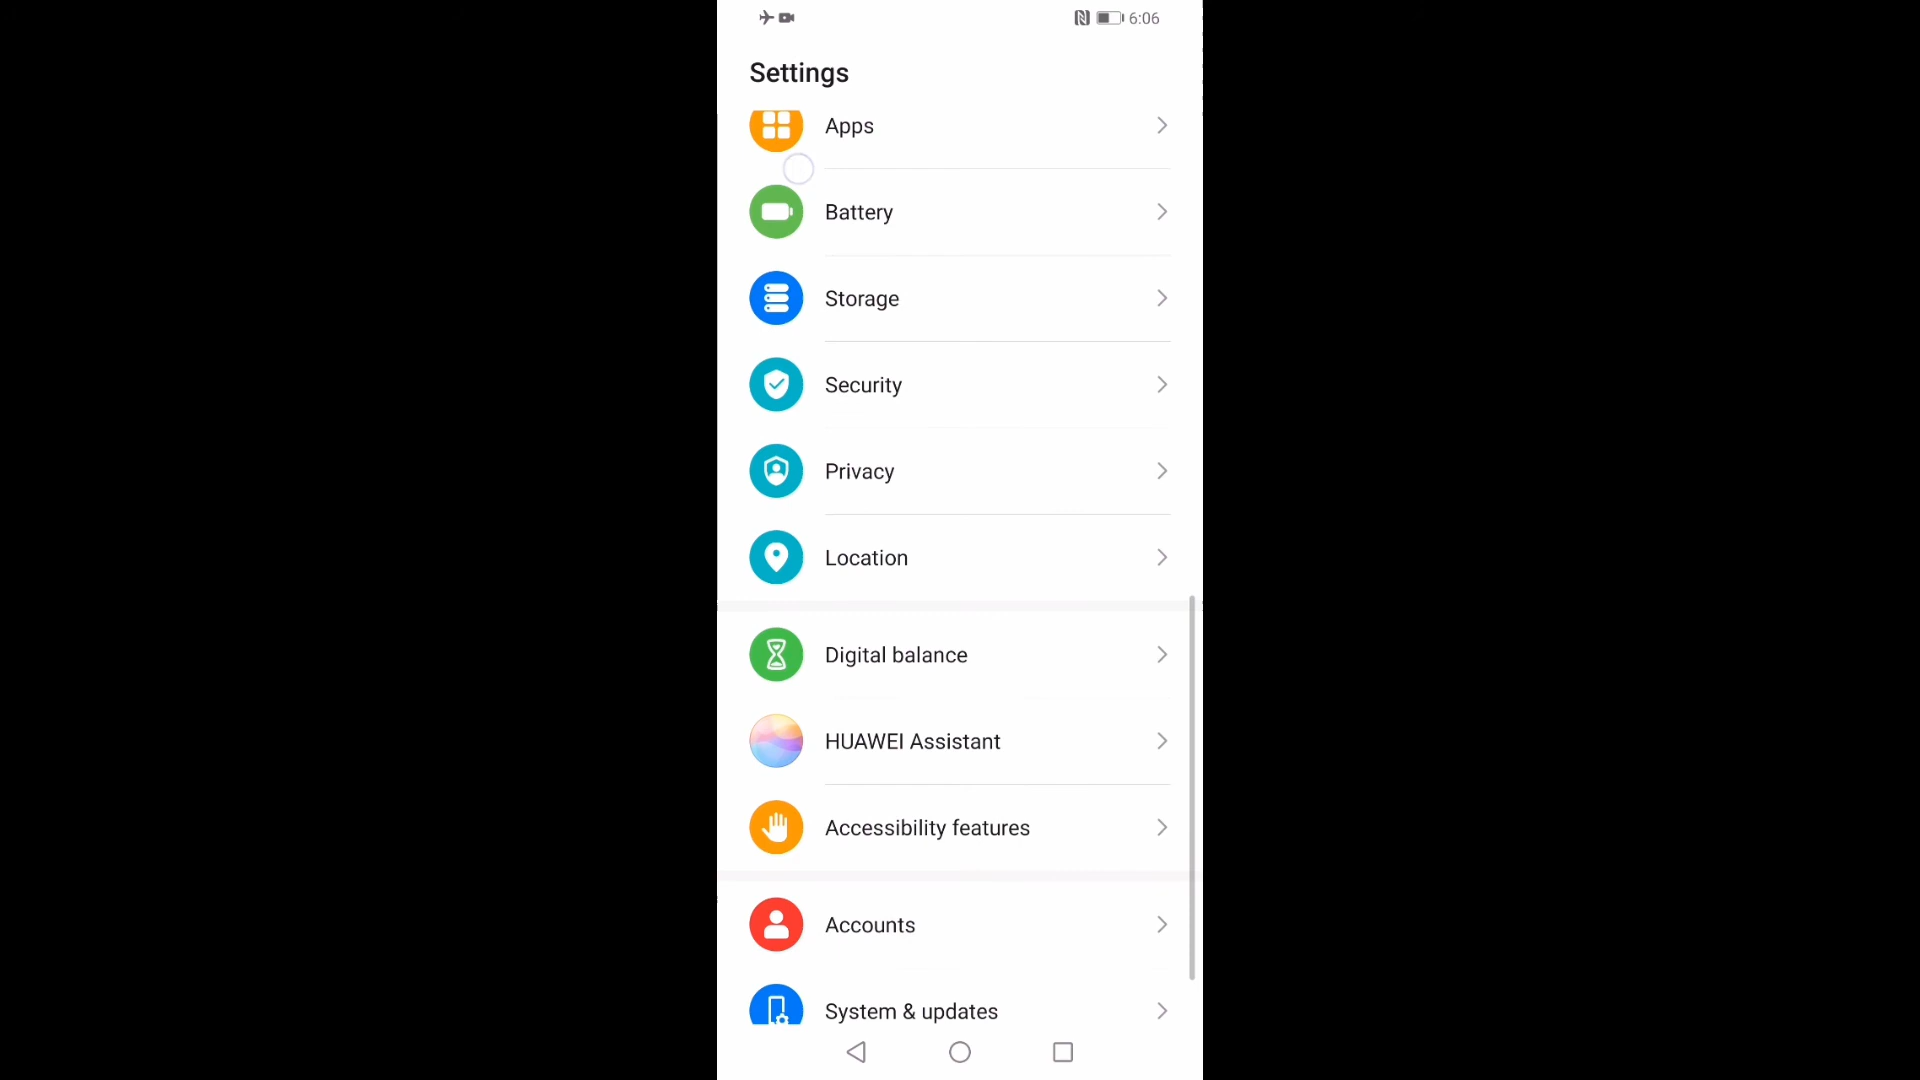 6:06
Settings
Apps
Battery
Storage
Security
Privacy
Location
Digital balance
HUAWEI Assistant
Accessibility features
Accounts
System & updates